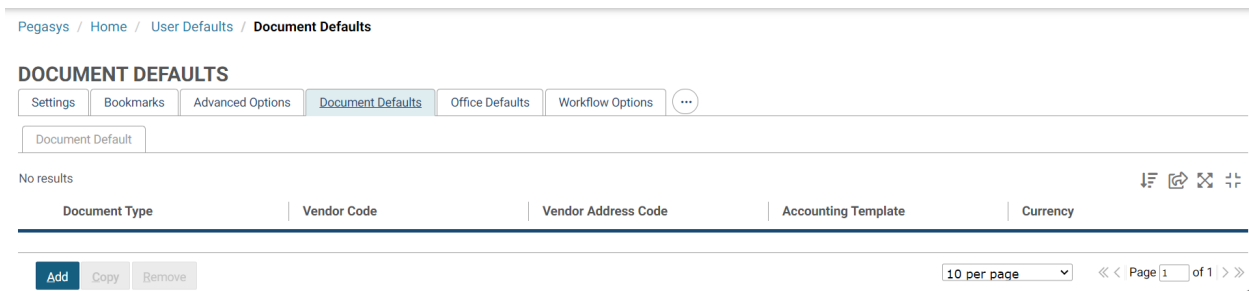 Pegasys / Home / User Defaults / Document Defaults
DOCUMENT DEFAULTS
Settings Bookmarks Advanced Options Document Defaults Office Defaults Workflow Options ...
Document Default
No results
Document Type Vendor Code Vendor Address Code Accounting Template Currency
Add Copy Remove 10 per page Page 1 of 1